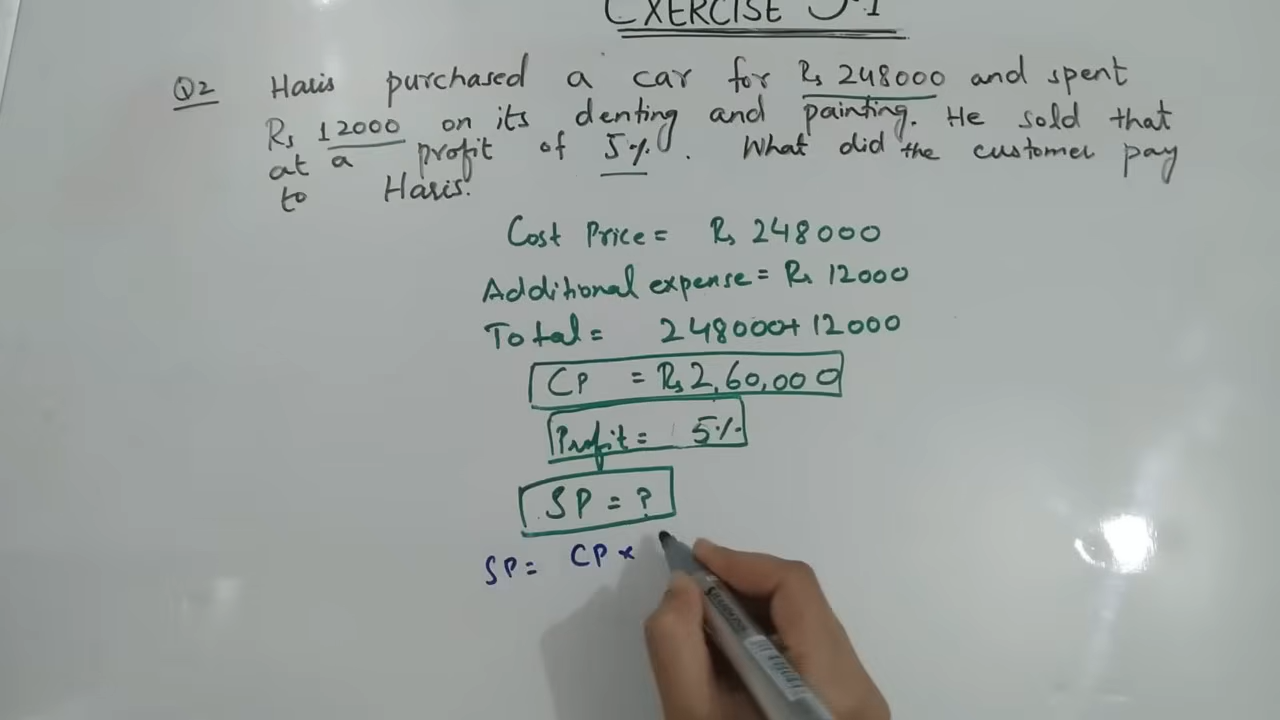 EXERCISE 5.1
Q2 Haris purchased a car for Rs 248000 and spent
Rs 12000 on its denting and painting. He sold that
at a profit of 5%. What did the customer pay
to Haris.
Cost Price = Rs 248000
Additional expense = Rs 12000
Total = 248000+12000
CP = Rs 2,60,000
Profit = 5%
SP = ?
SP = CP ×